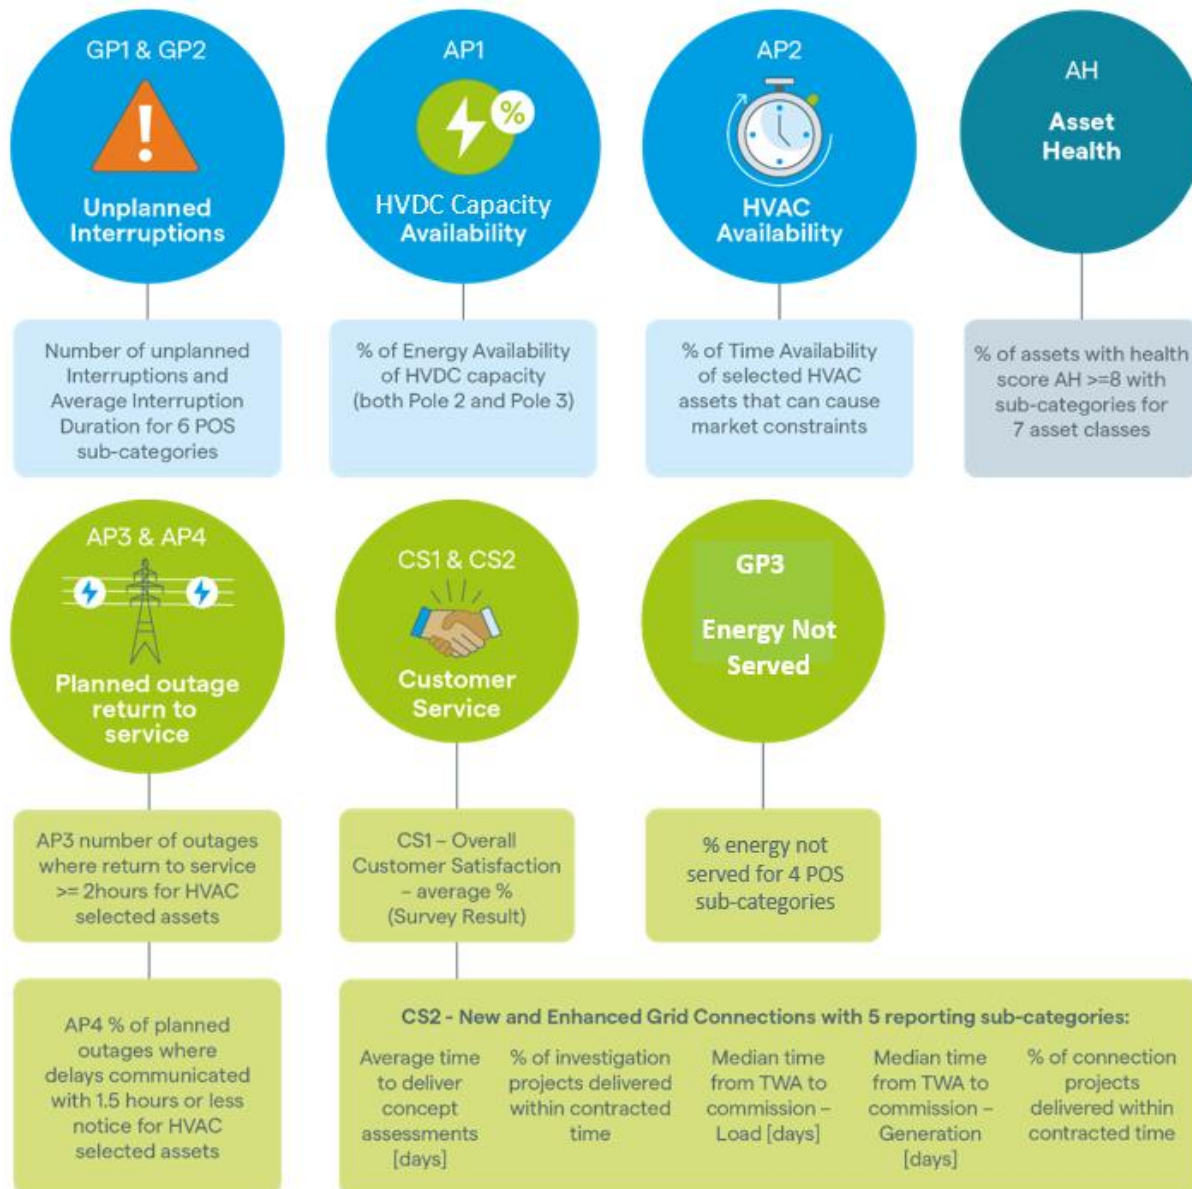 GP1 & GP2
!
Unplanned
Interruptions
Number of unplanned
Interruptions and
Average Interruption
Duration for 6 POS
sub-categories
AP1
%
HVDC Capacity
Availability
% of Energy Availability
of HVDC capacity
(both Pole 2 and Pole 3)
AP2
HVAC
Availability
% of Time Availability
of selected HVAC
assets that can cause
market constraints
AH
Asset
Health
% of assets with health
score AH >=8 with
sub-categories for
7 asset classes
AP3 & AP4
Planned outage
return to
service
AP3 number of outages
where return to service
>= 2hours for HVAC
selected assets
AP4 % of planned
outages where
delays communicated
with 1.5 hours or less
notice for HVAC
selected assets
CS1 & CS2
Customer
Service
CS1 – Overall
Customer Satisfaction
– average %
(Survey Result)
GP3
Energy Not
Served
% energy not
served for 4 POS
sub-categories
CS2 - New and Enhanced Grid Connections with 5 reporting sub-categories:
Average time
to deliver
concept
assessments
[days]
% of investigation
projects delivered
within contracted
time
Median time
from TWA to
commission –
Load [days]
Median time
from TWA to
commission –
Generation
[days]
% of connection
projects
delivered within
contracted time